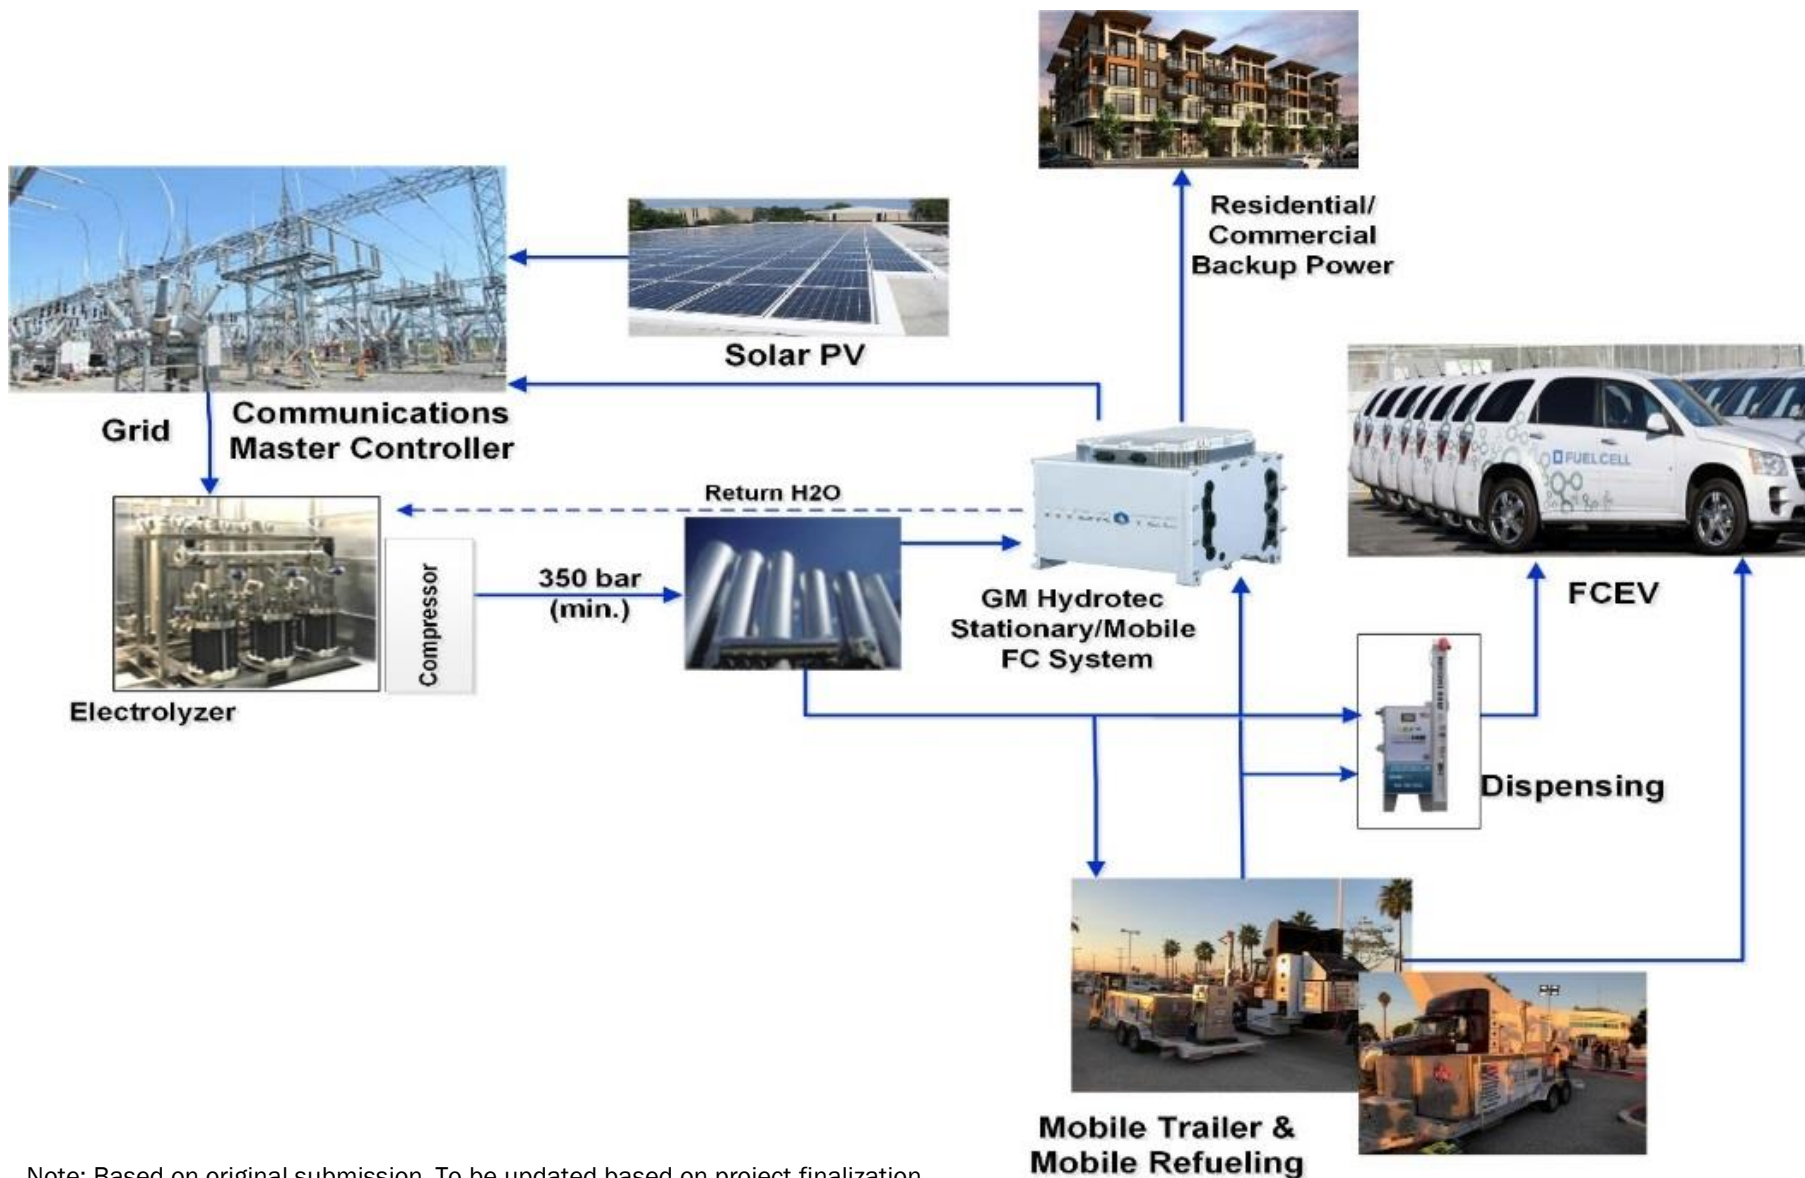 Residential/
Commercial
Backup Power
Solar PV
Grid
Communications
Master Controller
Return H2O
FUEL CELL
350 bar
(min.)
Compressor
GM Hydrotec
Stationary/Mobile
FC System
FCEV
Electrolyzer
Dispensing
Mobile Trailer &
Mobile Refueling
Note: Based on original submission. To be updated based on project finalization